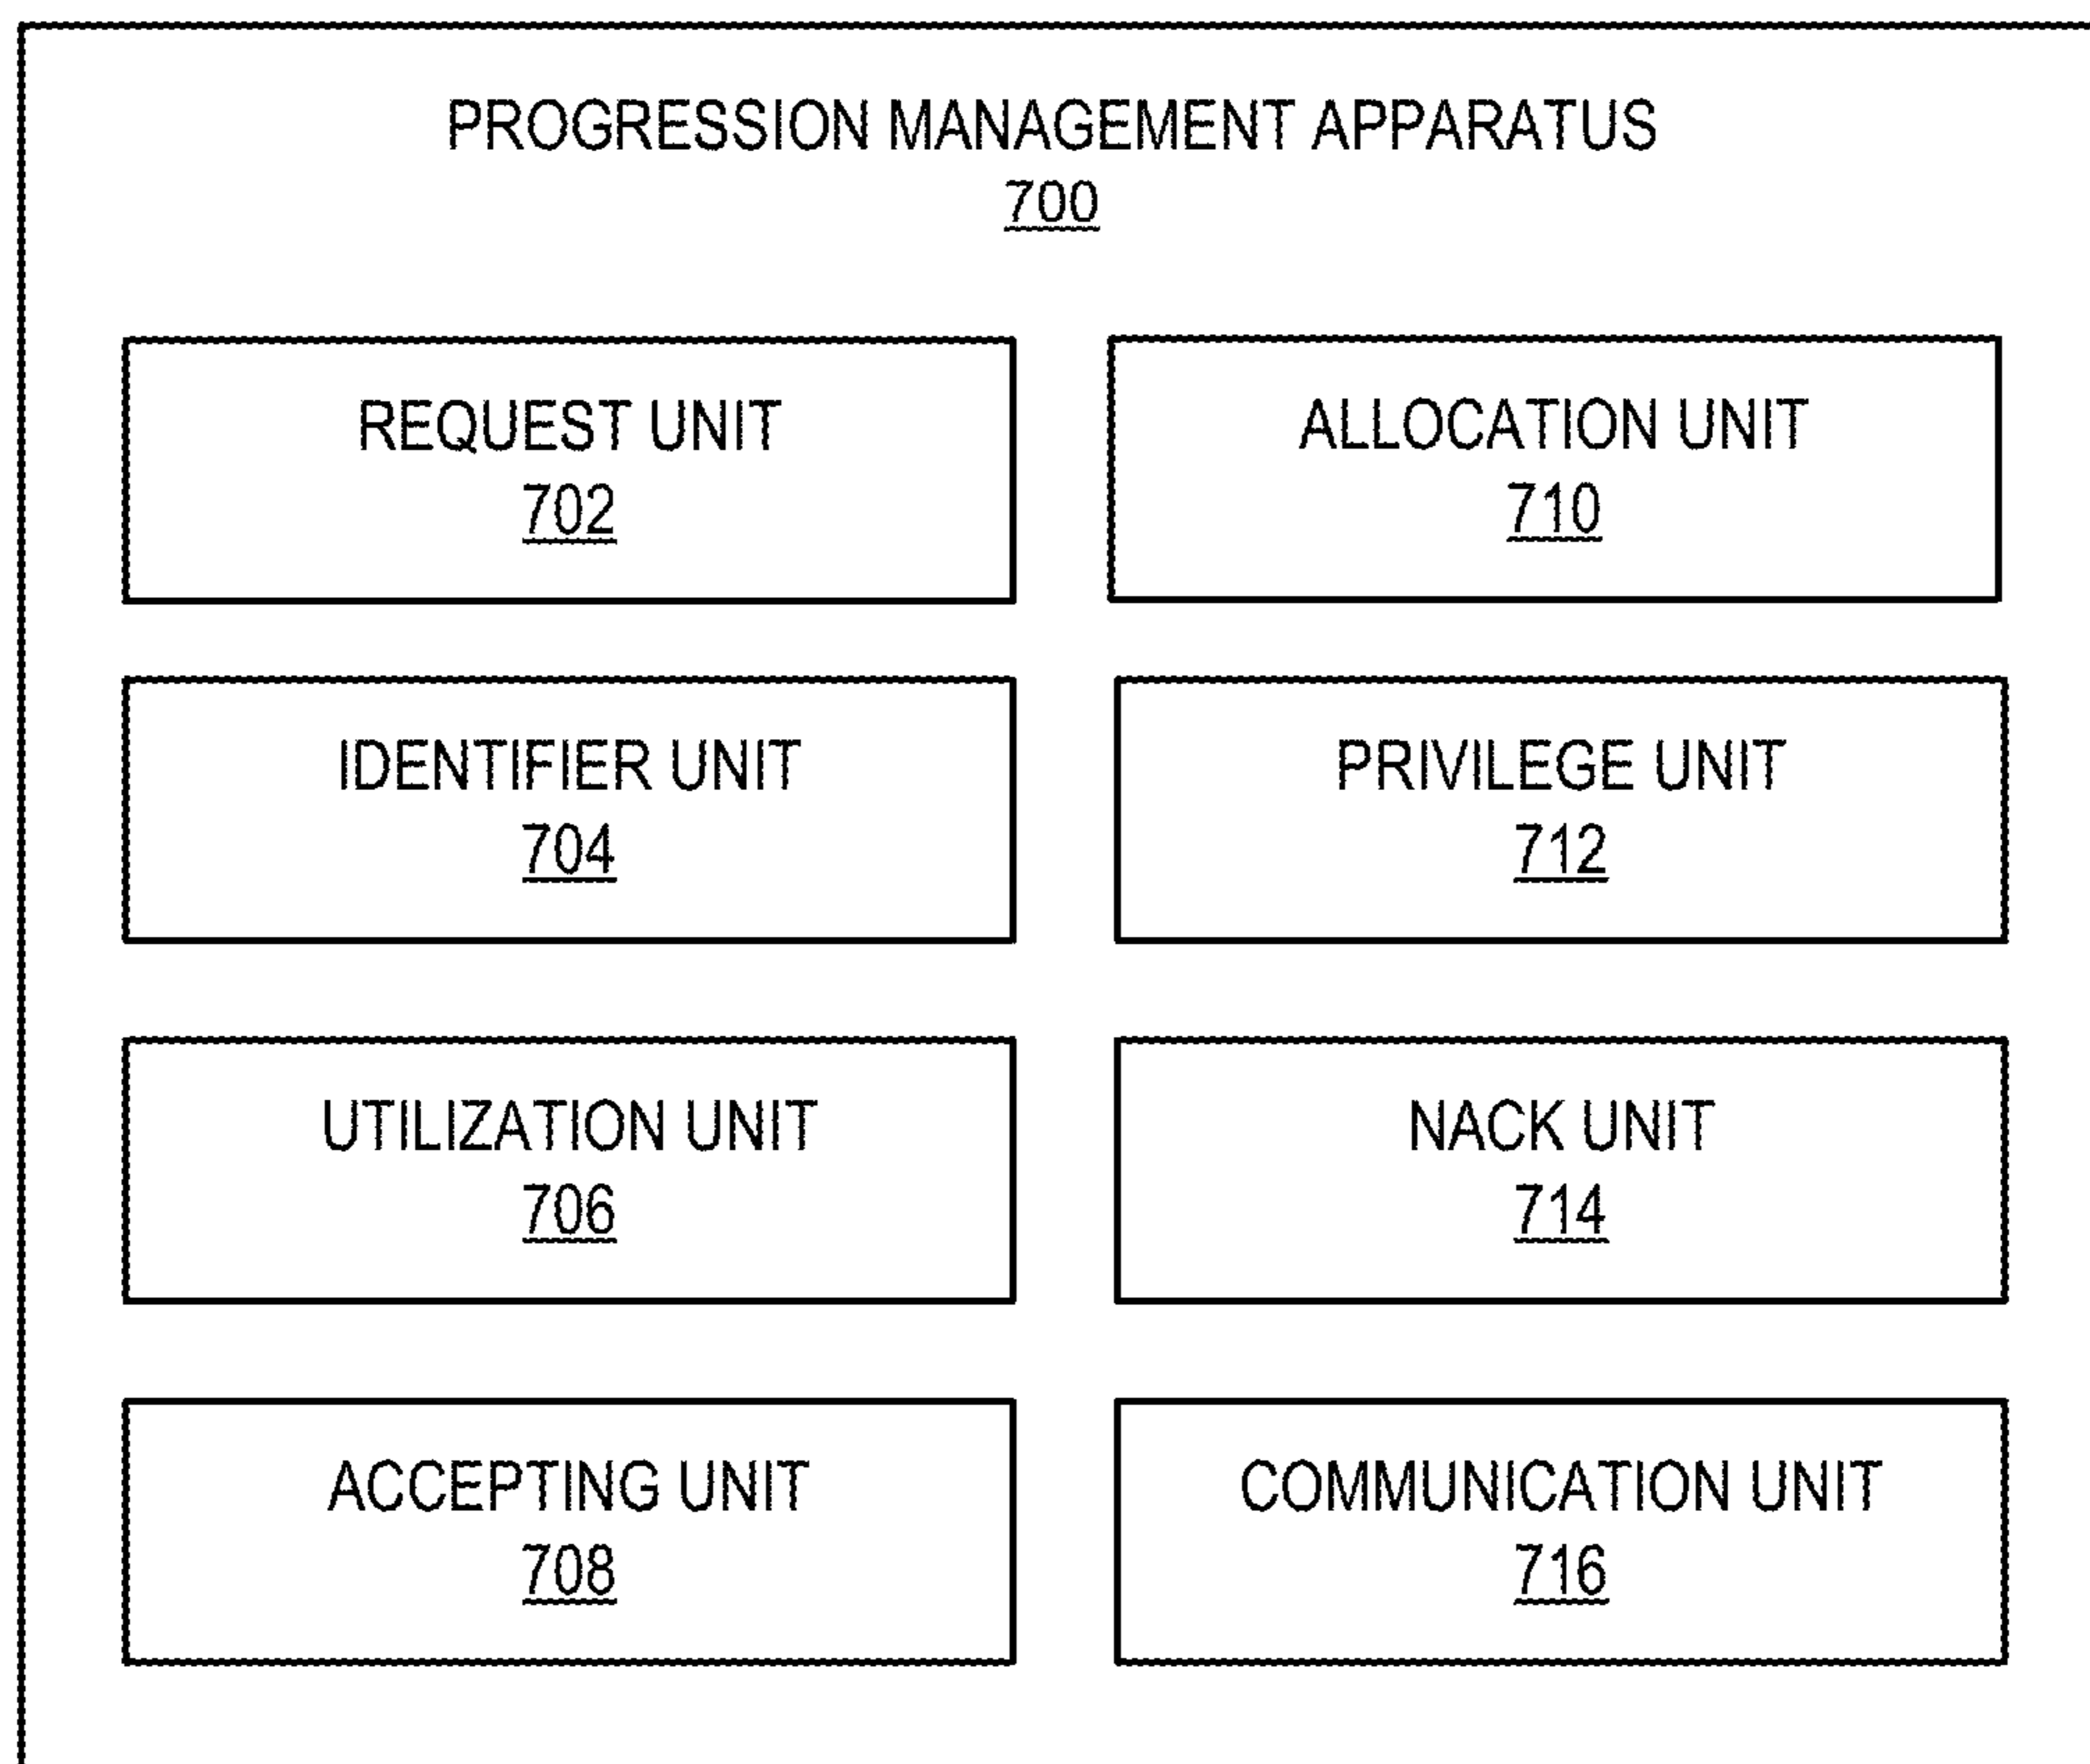 PROGRESSION MANAGEMENT APPARATUS
700
REQUEST UNIT
702
ALLOCATION UNIT
710
IDENTIFIER UNIT
704
PRIVILEGE UNIT
712
UTILIZATION UNIT
706
NACK UNIT
714
ACCEPTING UNIT
708
COMMUNICATION UNIT
716